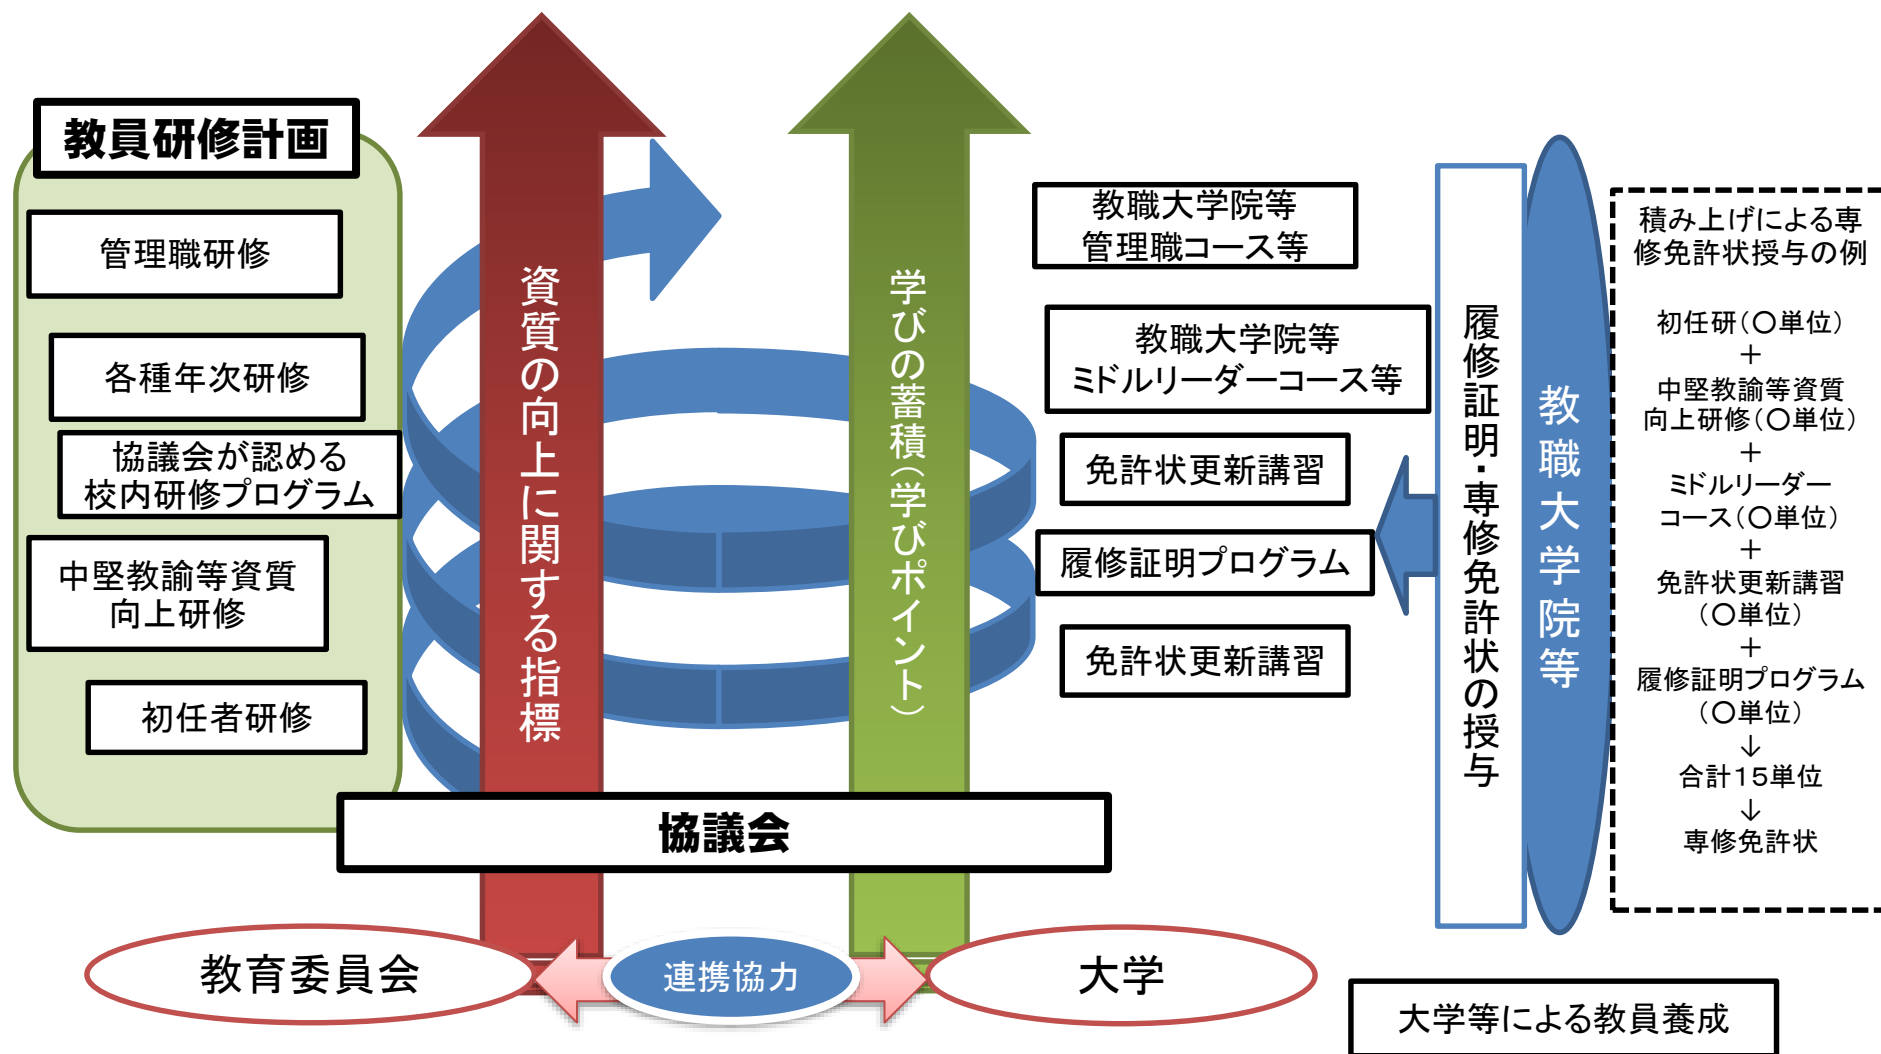 教員研修計画
管理職研修
各種年次研修
協議会が認める
校内研修プログラム
中堅教諭等資質
向上研修
初任者研修
資質の向上に関する指標
学びの蓄積（学びポイント）
教職大学院等
管理職コース等
教職大学院等
ミドルリーダーコース等
免許状更新講習
履修証明プログラム
免許状更新講習
履修証明・専修免許状の授与
教職大学院等
積み上げによる専
修免許状授与の例
初任研（〇単位）
＋
中堅教諭等資質
向上研修（〇単位）
＋
ミドルリーダー
コース（〇単位）
＋
免許状更新講習
（〇単位）
＋
履修証明プログラム
（〇単位）
↓
合計１５単位
↓
専修免許状
協議会
教育委員会
連携協力
大学
大学等による教員養成